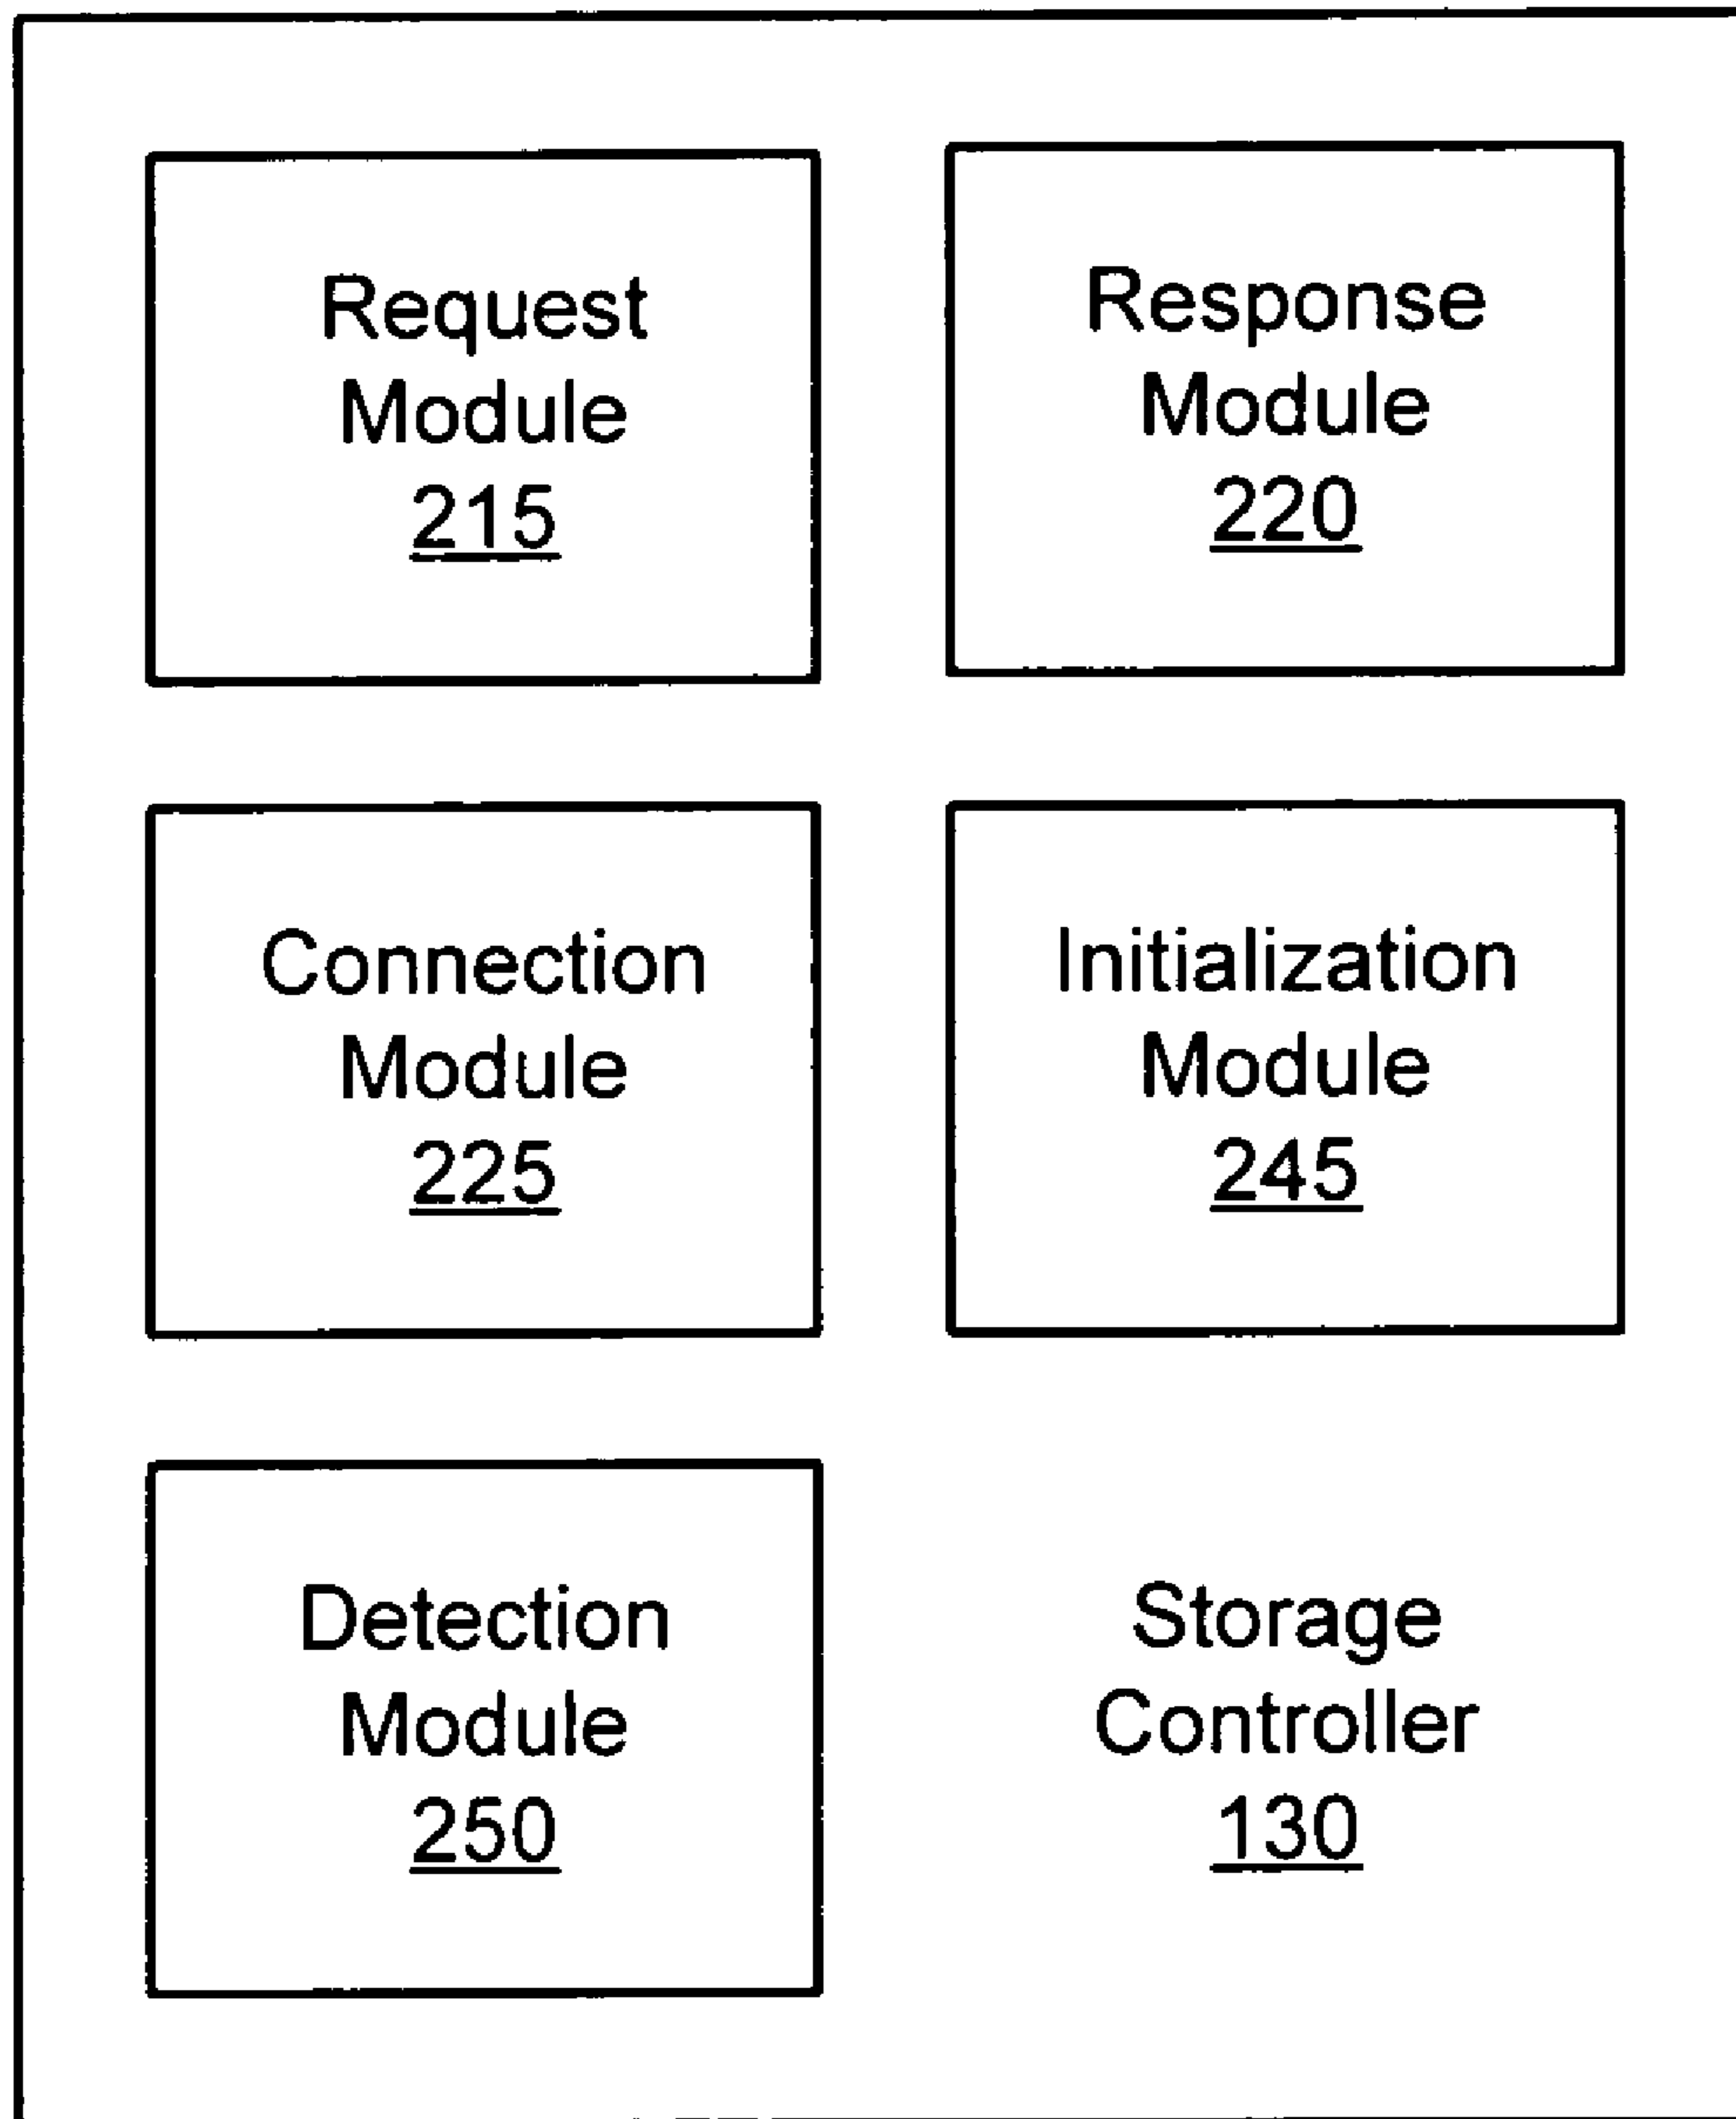 Request
Module
215
Response
Module
220
Connection
Module
225
Initialization
Module
245
Detection
Module
250
Storage
Controller
130